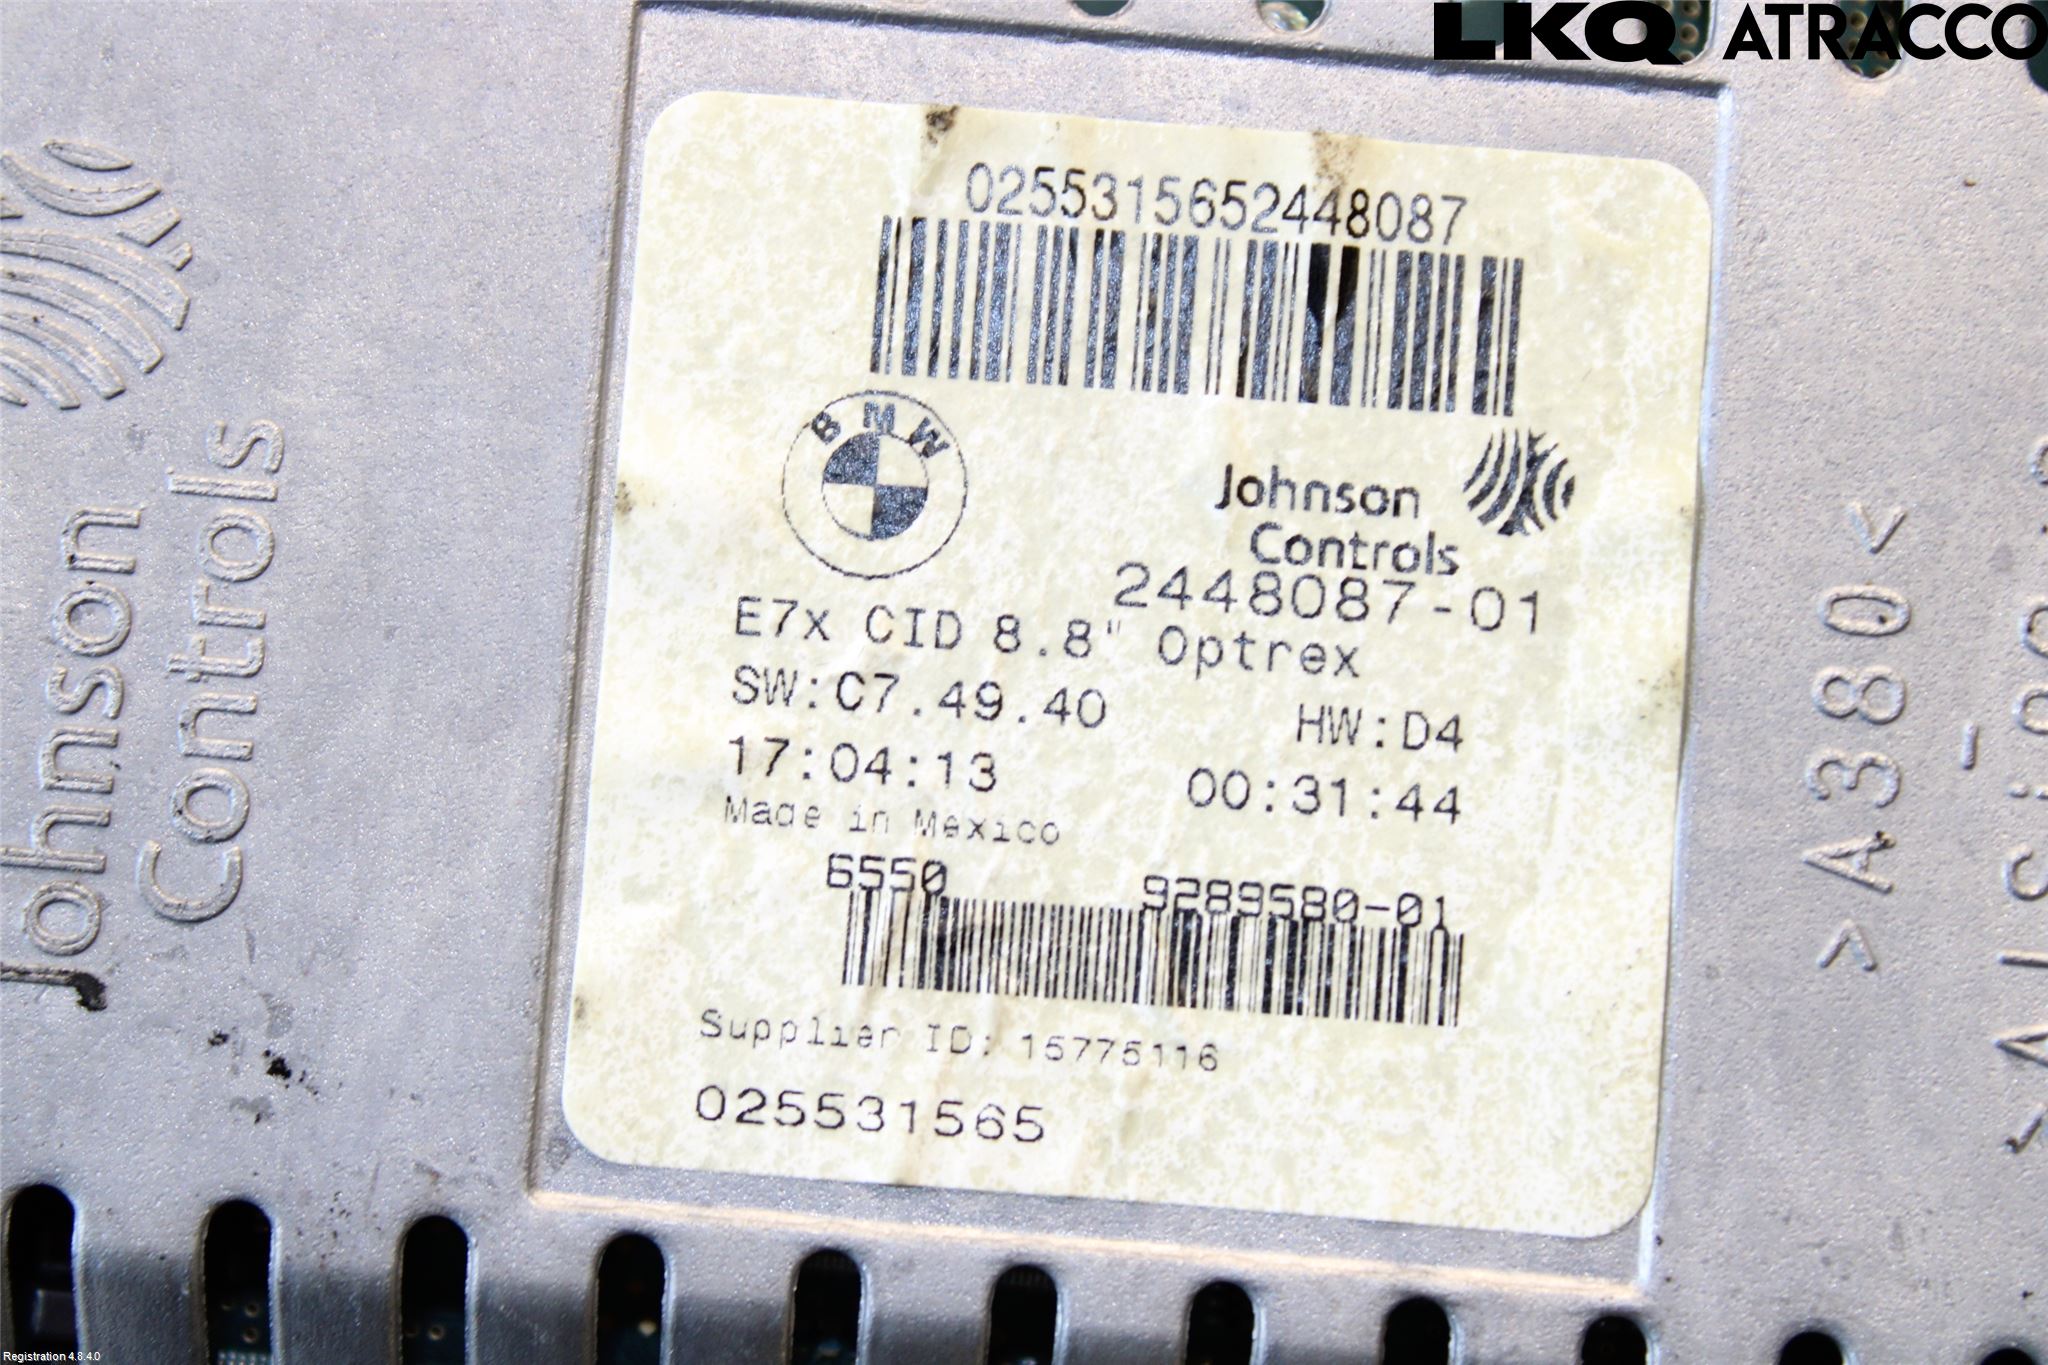 LKQ ATRACCO
0255315652448087
BMW
Johnson
Controls
2448087-01
E7x CID 8.8" Optrex
SW:C7.49.40 HW:D4
17:04:13 00:31:44
Made in Mexico
6550 9289580-01
Supplier ID: 15775116
025531565
Johnson
Controls
>A380<
Registration 4.8.4.0